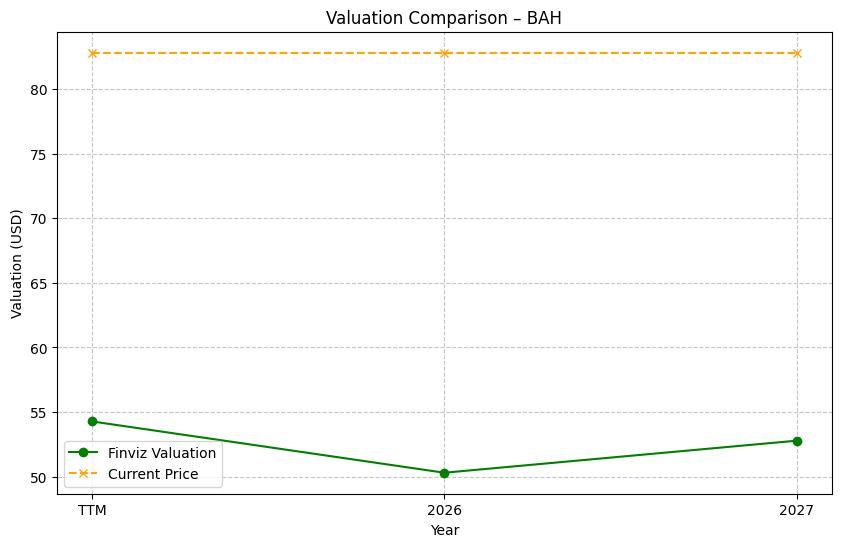 Valuation Comparison – BAH
Valuation (USD)
80
75
70
65
60
55
50
Finviz Valuation
Current Price
TTM
2026
2027
Year